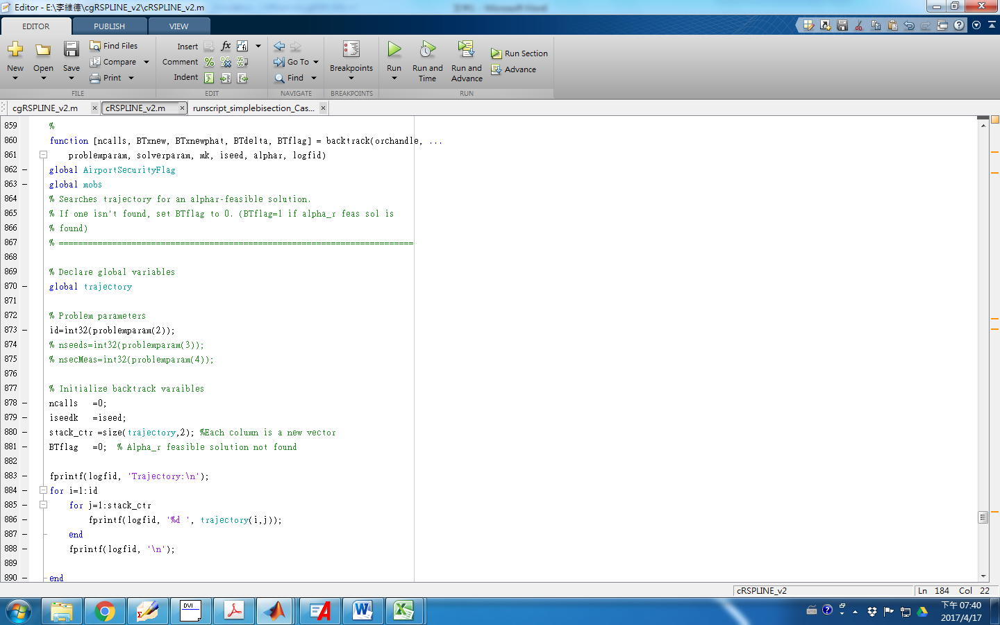 Editor - E:\李維德\cgRSPLINE_v2\cRSPLINE_v2.m
EDITOR PUBLISH VIEW
New Open Save Find Files Compare Print
Insert Comment Indent
Go To Find
Breakpoints
Run Run and Time Run and Advance Run Section Advance
FILE EDIT NAVIGATE BREAKPOINTS RUN
cgRSPLINE_v2.m cRSPLINE_v2.m runscript_simplebisection_Cas...
859 %
860 function [ncalls, BTxnew, BTxnewphat, BTdelta, BTflag] = backtrack(orchandle, ...
861 problemparam, solverparam, mk, iseed, alphar, logfid)
862 global AirportSecurityFlag
863 global mobs
864 % Searches trajectory for an alphar-feasible solution.
865 % If one isn't found, set BTflag to 0. (BTflag=1 if alpha_r feas sol is
866 % found)
867 % =========================================================================
868
869 % Declare global variables
870 global trajectory
871
872 % Problem parameters
873 id=int32(problemparam(2));
874 % nseeds=int32(problemparam(3));
875 % nsecMeas=int32(problemparam(4));
876
877 % Initialize backtrack varaibles
878 ncalls =0;
879 iseedk =iseed;
880 stack_ctr =size(trajectory,2); %Each column is a new vector
881 BTflag =0; % Alpha_r feasible solution not found
882
883 fprintf(logfid, 'Trajectory:\n');
884 for i=1:id
885 for j=1:stack_ctr
886 fprintf(logfid, '%d ', trajectory(i,j));
887 end
888 fprintf(logfid, '\n');
889
890 end
cRSPLINE_v2 Ln 184 Col 22
DVI
下午 07:40
2017/4/17